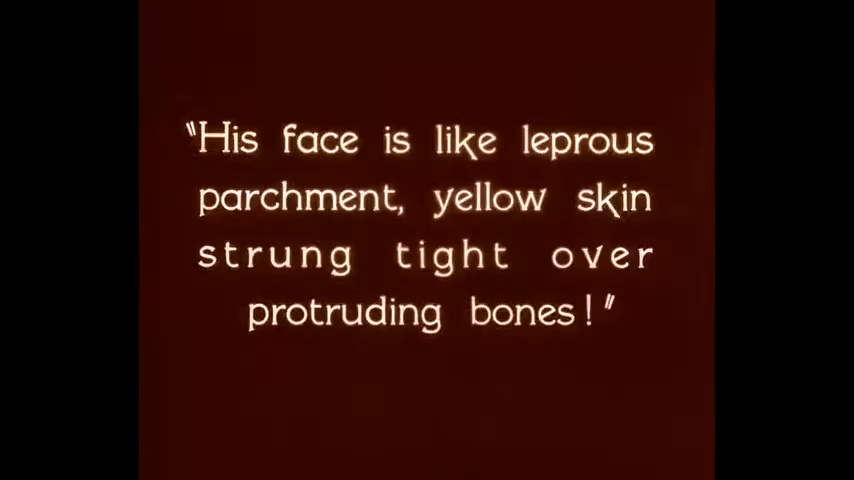 "His face is like leprous
parchment, yellow skin
strung tight over
protruding bones!"